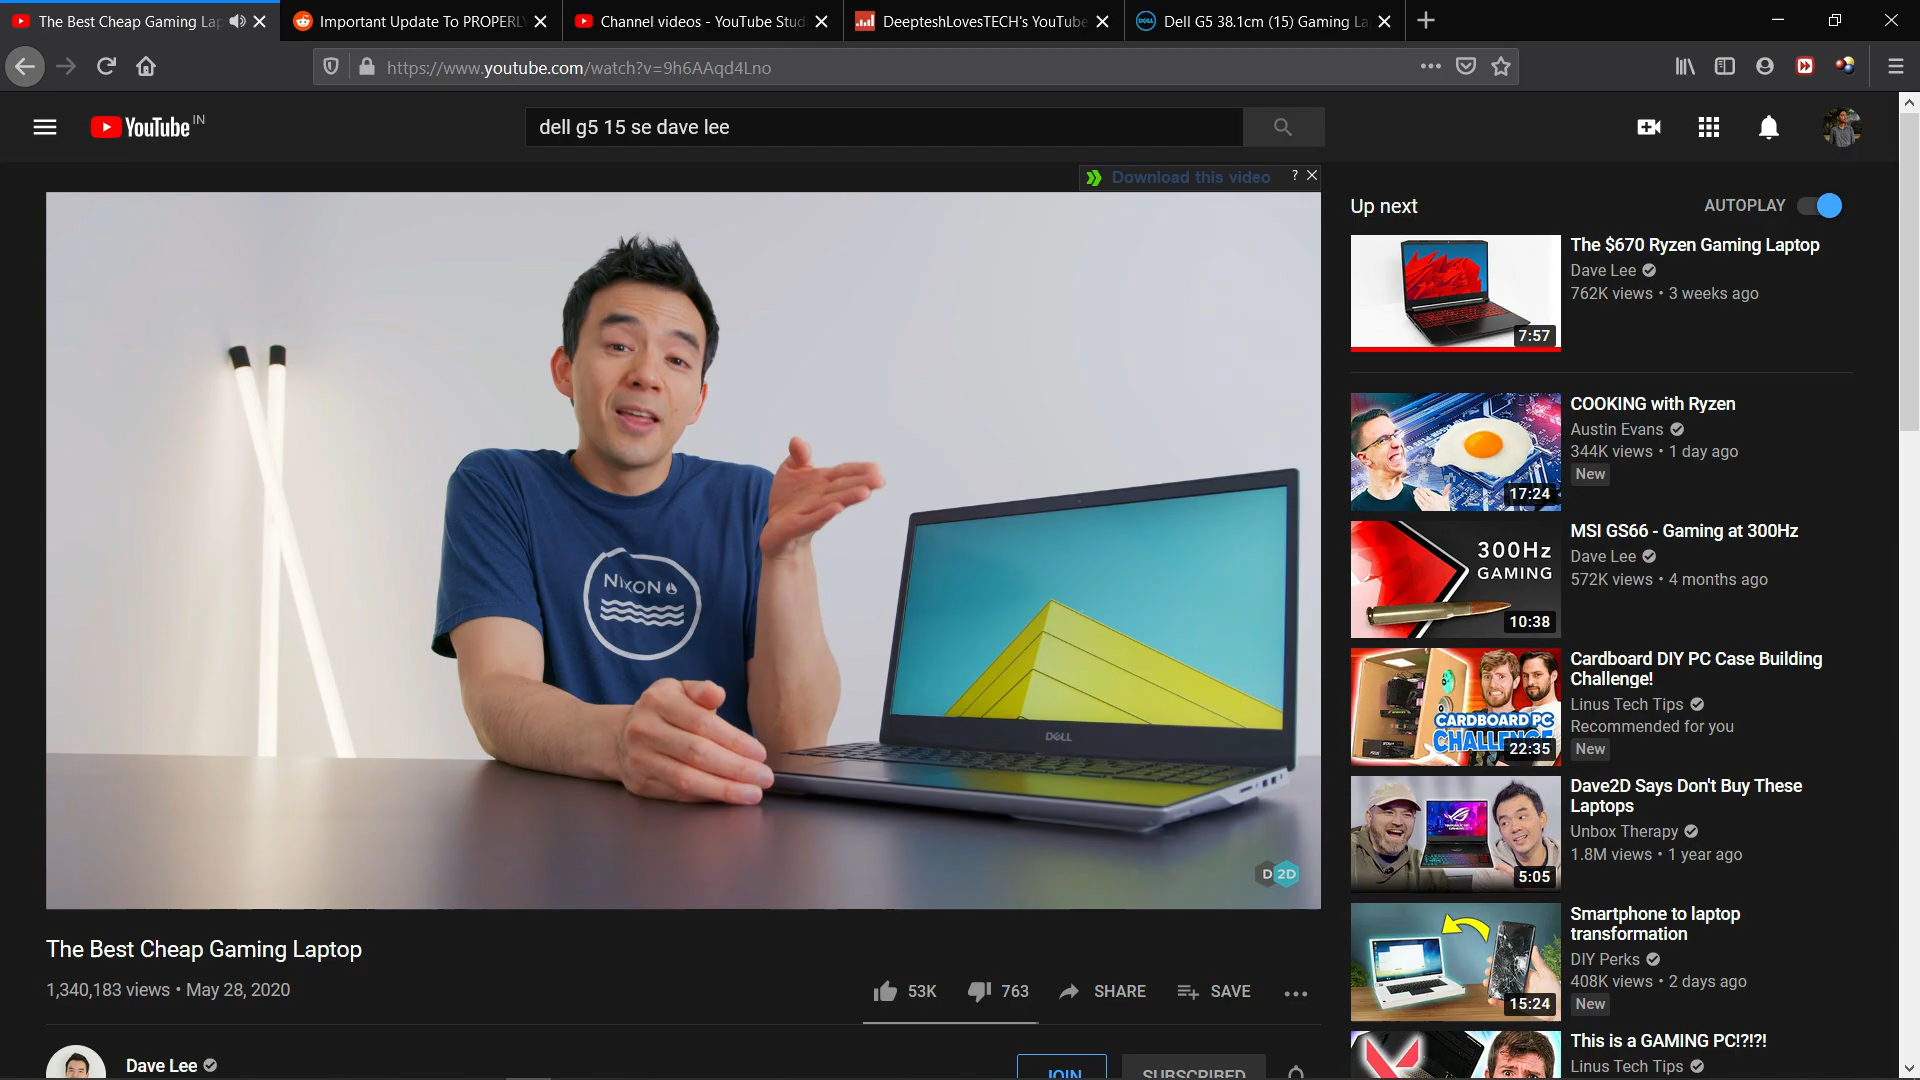 The Best Cheap Gaming Lap
Important Update To PROPERLY
Channel videos - YouTube Studi
DeepteshLovesTECH's YouTube
Dell G5 38.1cm (15) Gaming La
https://www.youtube.com/watch?v=9h6AAqd4Lno
YouTube IN
dell g5 15 se dave lee
Download this video ?
NIXON
DELL
D2D
The Best Cheap Gaming Laptop
1,340,183 views • May 28, 2020
53K
763
SHARE
SAVE
Dave Lee
JOIN
SUBSCRIBED
Up next
AUTOPLAY
7:57
The $670 Ryzen Gaming Laptop
Dave Lee
762K views • 3 weeks ago
17:24
COOKING with Ryzen
Austin Evans
344K views • 1 day ago
New
300Hz
GAMING
10:38
MSI GS66 - Gaming at 300Hz
Dave Lee
572K views • 4 months ago
CARDBOARD PC
CHALLENGE
22:35
Cardboard DIY PC Case Building
Challenge!
Linus Tech Tips
Recommended for you
New
5:05
Dave2D Says Don't Buy These
Laptops
Unbox Therapy
1.8M views • 1 year ago
15:24
Smartphone to laptop
transformation
DIY Perks
408K views • 2 days ago
New
This is a GAMING PC!?!?!
Linus Tech Tips